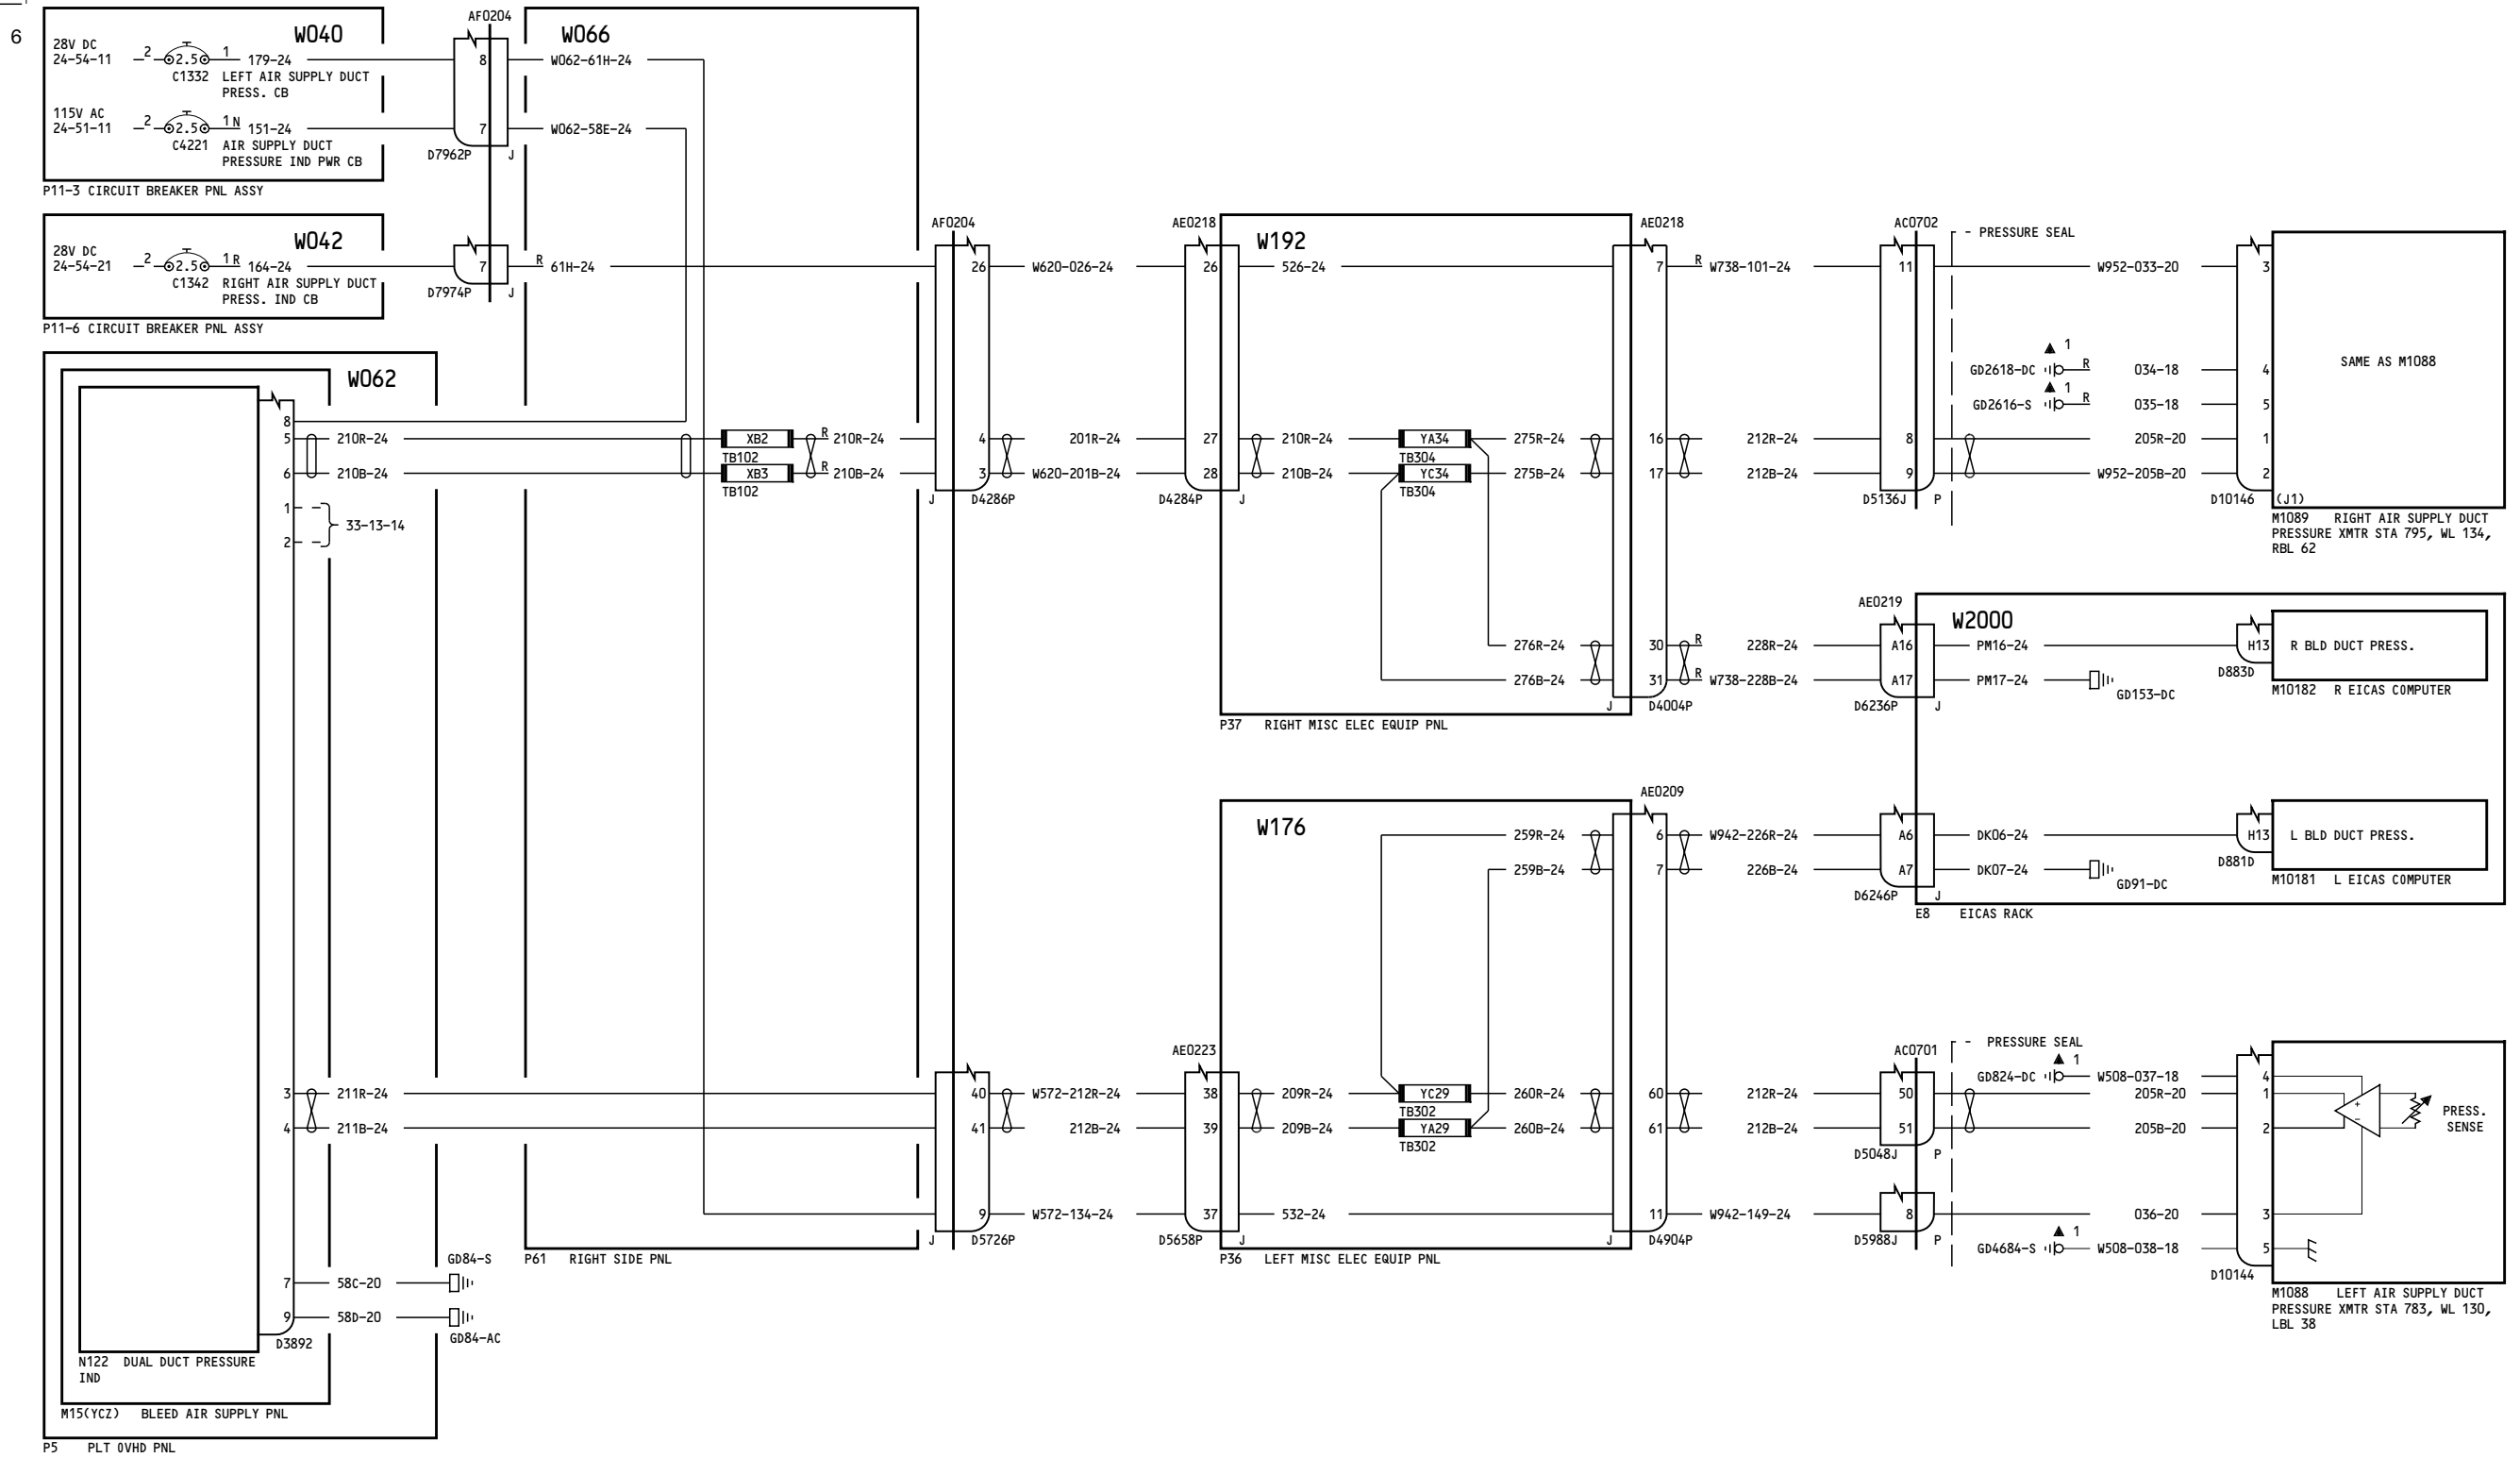 6
W040
28V DC
24-54-11
2
2.5
1
179-24
C1332 LEFT AIR SUPPLY DUCT
PRESS. CB
115V AC
24-51-11
2
2.5
1 N
151-24
C4221 AIR SUPPLY DUCT
PRESSURE IND PWR CB
P11-3 CIRCUIT BREAKER PNL ASSY
AF0204
8
7
D7962P J
W042
28V DC
24-54-21
2
2.5
1 R
164-24
C1342 RIGHT AIR SUPPLY DUCT
PRESS. IND CB
P11-6 CIRCUIT BREAKER PNL ASSY
7
D7974P J
W066
W062-61H-24
W062-58E-24
R 61H-24
W062
8
5 210R-24
6 210B-24
1
2
33-13-14
3 211R-24
4 211B-24
7 58C-20
GD84-S
9 58D-20
GD84-AC
D3892
N122 DUAL DUCT PRESSURE
IND
M15(YCZ) BLEED AIR SUPPLY PNL
P5 PLT OVHD PNL
XB2
TB102
XB3
TB102
R 210R-24
R 210B-24
P61 RIGHT SIDE PNL
AF0204
26 W620-026-24
4 201R-24
3 W620-201B-24
J D4286P
40 W572-212R-24
41 212B-24
9 W572-134-24
J D5726P
AE0218
26
27
28
D4284P J
W192
526-24
210R-24
210B-24
YA34
TB304
YC34
TB304
275R-24
275B-24
276R-24
276B-24
P37 RIGHT MISC ELEC EQUIP PNL
AE0218
7 R W738-101-24
16 212R-24
17 212B-24
30 R 228R-24
31 R W738-228B-24
J D4004P
AC0702
11
8
9
D5136J P
PRESSURE SEAL
W952-033-20
1
GD2618-DC R 034-18
1
GD2616-S R 035-18
205R-20
W952-205B-20
3
4
5
1
2
D10146 (J1)
SAME AS M1088
M1089 RIGHT AIR SUPPLY DUCT
PRESSURE XMTR STA 795, WL 134,
RBL 62
AE0219
A16
A17
D6236P J
W2000
PM16-24
PM17-24
GD153-DC
H13
D883D
R BLD DUCT PRESS.
M10182 R EICAS COMPUTER
A6
A7
D6246P J
DK06-24
DK07-24
GD91-DC
H13
D881D
L BLD DUCT PRESS.
M10181 L EICAS COMPUTER
E8 EICAS RACK
AE0223
38
39
37
D5658P J
W176
259R-24
259B-24
209R-24
209B-24
YC29
TB302
YA29
TB302
260R-24
260B-24
532-24
P36 LEFT MISC ELEC EQUIP PNL
AE0209
6 W942-226R-24
7 226B-24
60 212R-24
61 212B-24
11 W942-149-24
J D4904P
AC0701
50
51
D5048J P
8
D5988J P
PRESSURE SEAL
1
GD824-DC W508-037-18
205R-20
205B-20
036-20
1
GD4684-S W508-038-18
4
1
2
3
5
D10144
+
-
PRESS.
SENSE
M1088 LEFT AIR SUPPLY DUCT
PRESSURE XMTR STA 783, WL 130,
LBL 38